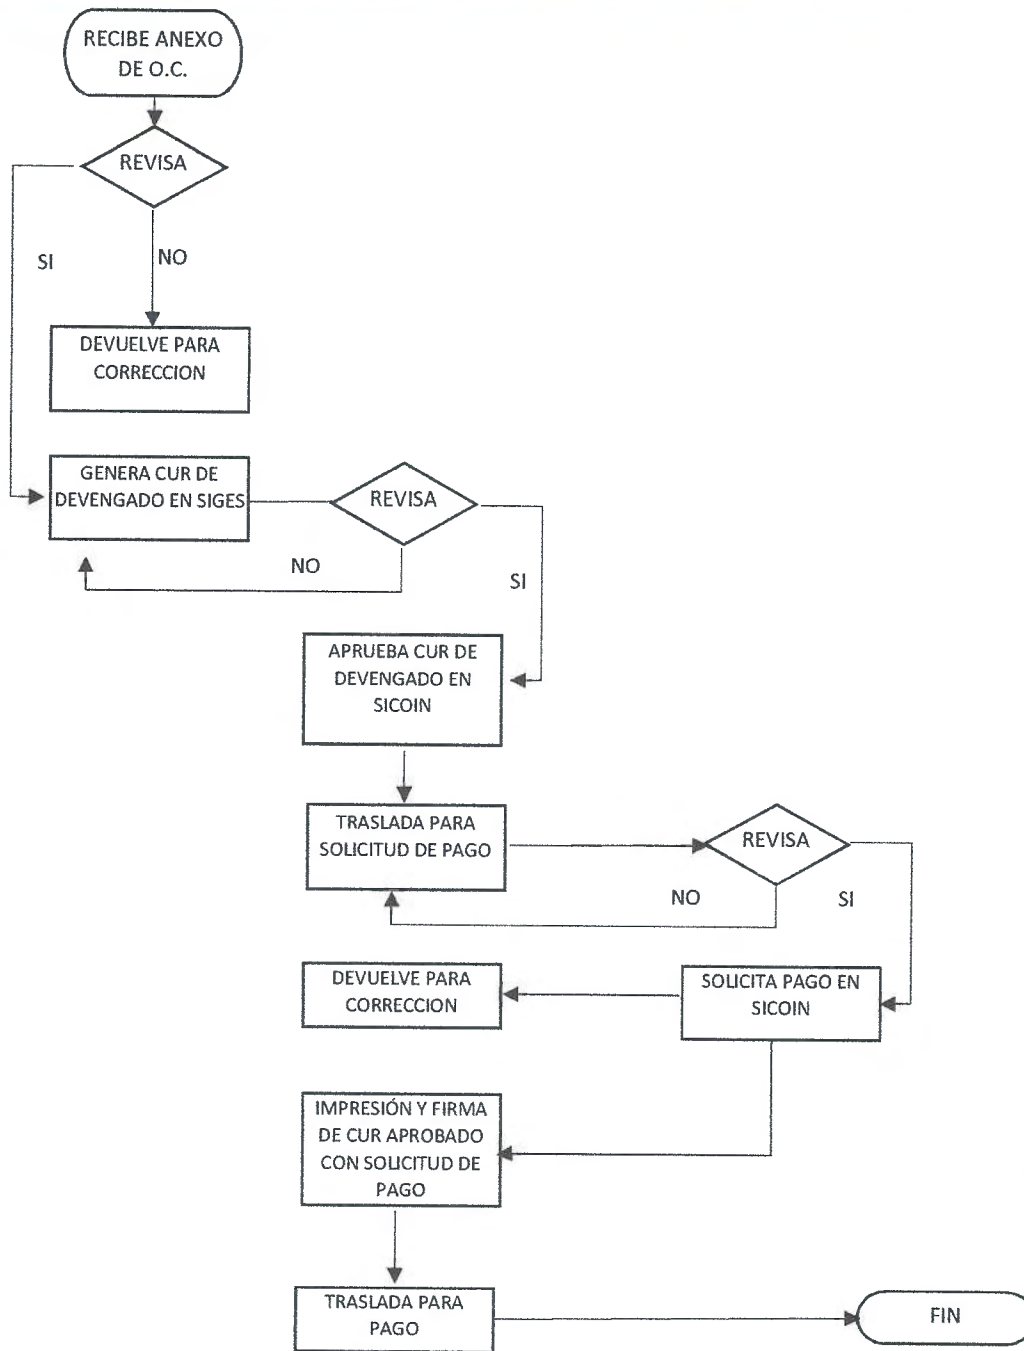 RECIBE ANEXO
DE O.C.
REVISA
SI
NO
DEVUELVE PARA
CORRECCION
GENERA CUR DE
DEVENGADO EN SIGES
REVISA
NO
SI
APRUEBA CUR DE
DEVENGADO EN
SICOIN
TRASLADA PARA
SOLICITUD DE PAGO
REVISA
NO
SI
DEVUELVE PARA
CORRECCION
SOLICITA PAGO EN
SICOIN
IMPRESIÓN Y FIRMA
DE CUR APROBADO
CON SOLICITUD DE
PAGO
TRASLADA PARA
PAGO
FIN